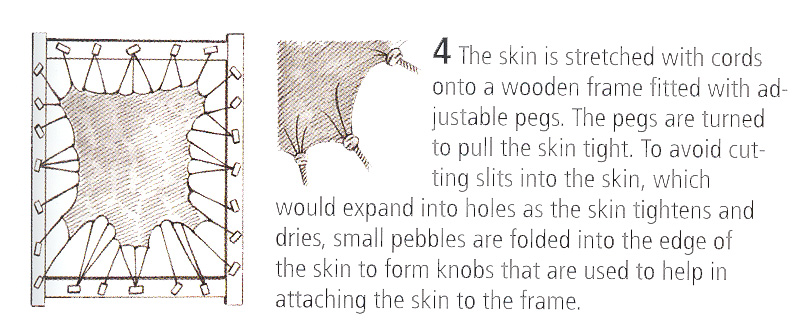 4 The skin is stretched with cords
onto a wooden frame fitted with ad-
justable pegs. The pegs are turned
to pull the skin tight. To avoid cut-
ting slits into the skin, which
would expand into holes as the skin tightens and
dries, small pebbles are folded into the edge of
the skin to form knobs that are used to help in
attaching the skin to the frame.